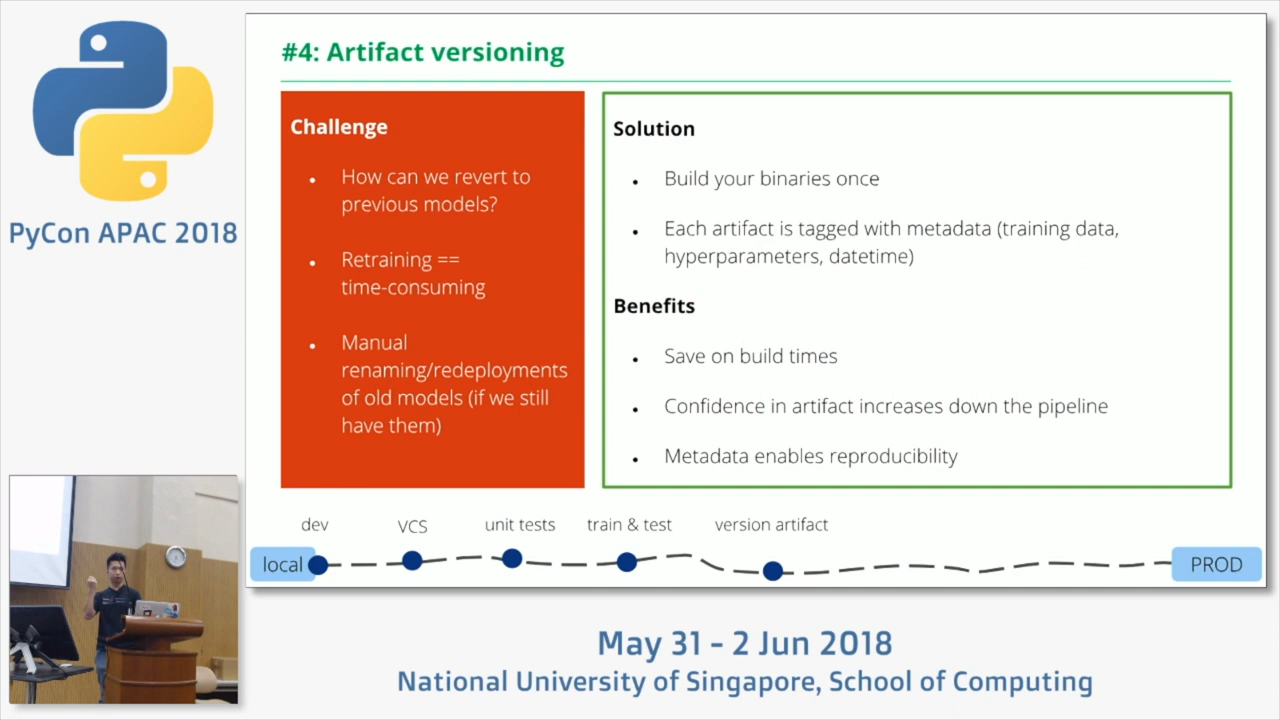 #4: Artifact versioning
Challenge
How can we revert to
previous models?
Retraining ==
time-consuming
Manual
renaming/redeployments
of old models (if we still
have them)
Solution
Build your binaries once
Each artifact is tagged with metadata (training data,
hyperparameters, datetime)
Benefits
Save on build times
Confidence in artifact increases down the pipeline
Metadata enables reproducibility
dev
VCS
unit tests
train & test
version artifact
local
PROD
PyCon APAC 2018
May 31 - 2 Jun 2018
National University of Singapore, School of Computing